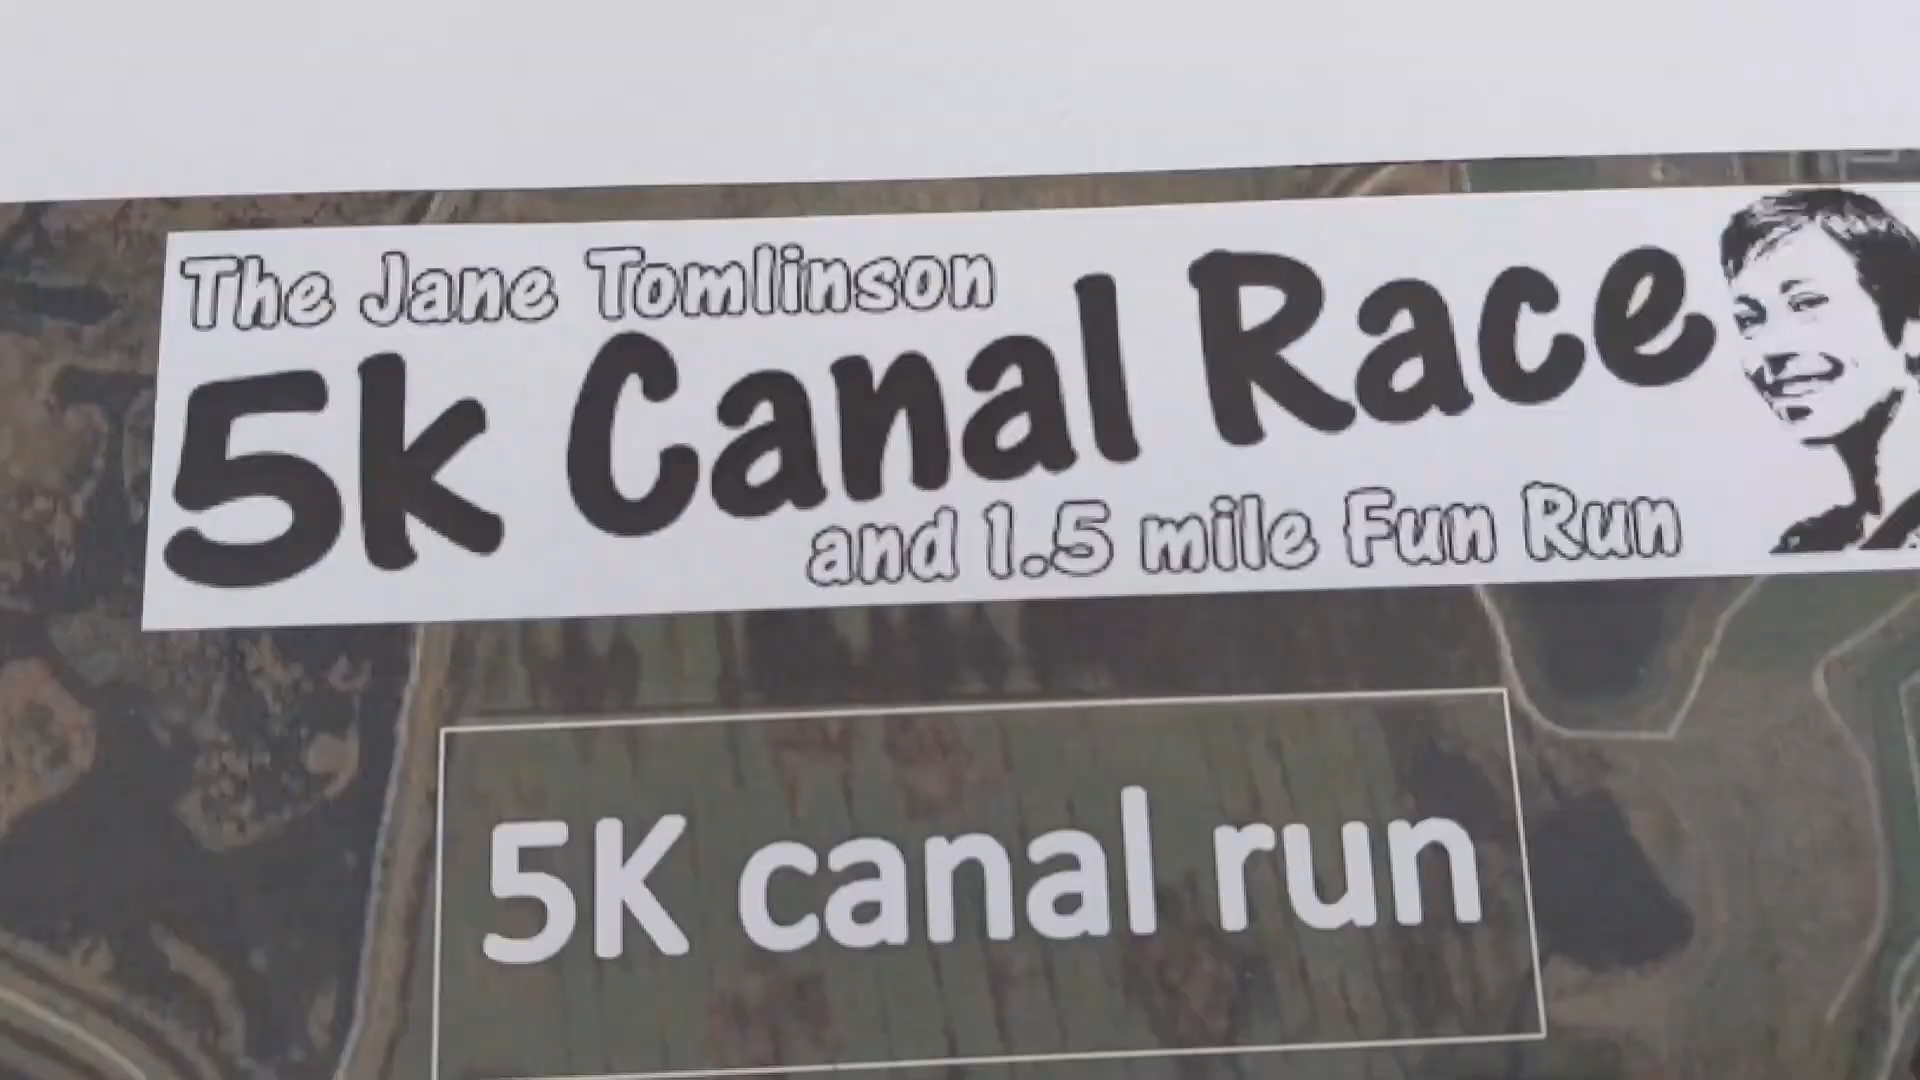 The Jane Tomlinson
5k Canal Race
and 1.5 mile Fun Run
5K canal run